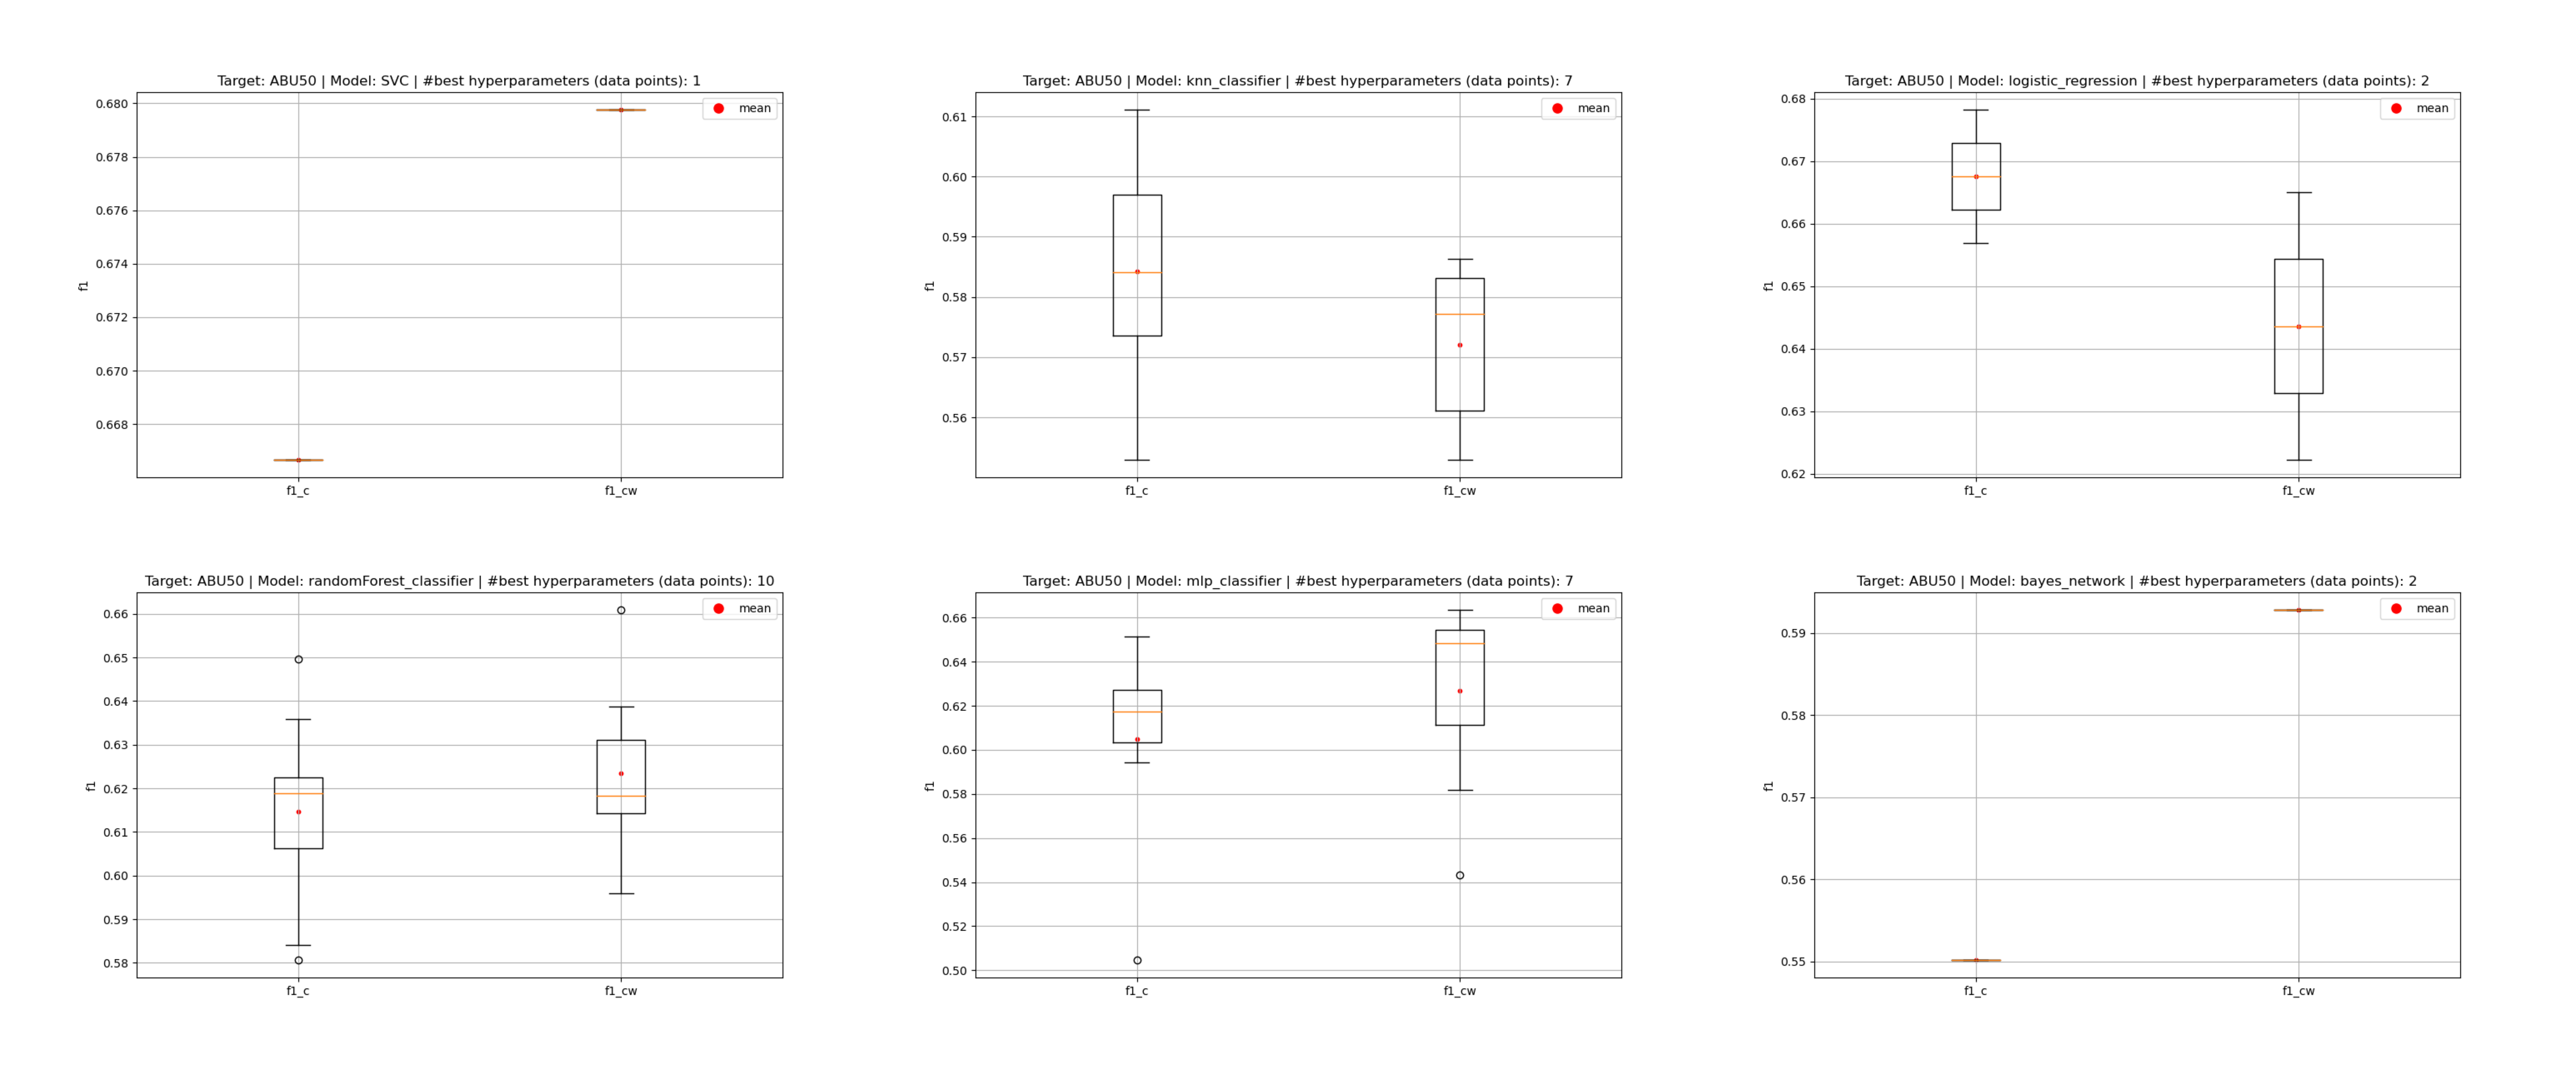 Target: ABU50 | Model: SVC | #best hyperparameters (data points): 1
mean
0.680
0.678
0.676
0.674
0.672
0.670
0.668
f1
f1_c
f1_cw
Target: ABU50 | Model: knn_classifier | #best hyperparameters (data points): 7
mean
0.61
0.60
0.59
0.58
0.57
0.56
f1
f1_c
f1_cw
Target: ABU50 | Model: logistic_regression | #best hyperparameters (data points): 2
mean
0.68
0.67
0.66
0.65
0.64
0.63
0.62
f1
f1_c
f1_cw
Target: ABU50 | Model: randomForest_classifier | #best hyperparameters (data points): 10
mean
0.66
0.65
0.64
0.63
0.62
0.61
0.60
0.59
0.58
f1
f1_c
f1_cw
Target: ABU50 | Model: mlp_classifier | #best hyperparameters (data points): 7
mean
0.66
0.64
0.62
0.60
0.58
0.56
0.54
0.52
0.50
f1
f1_c
f1_cw
Target: ABU50 | Model: bayes_network | #best hyperparameters (data points): 2
mean
0.59
0.58
0.57
0.56
0.55
f1
f1_c
f1_cw